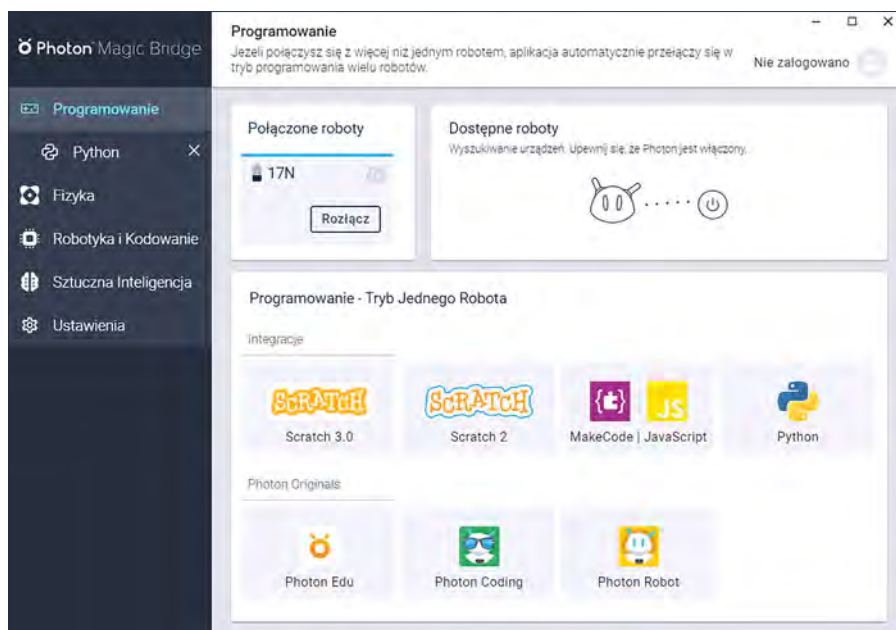 Photon Magic Bridge
Programowanie
Python
Fizyka
Robotyka i Kodowanie
Sztuczna Inteligencja
Ustawienia
Programowanie
Jeżeli połączysz się z więcej niż jednym robotem, aplikacja automatycznie przełączy się w
tryb programowania wielu robotów.
Nie zalogowano
Połączone roboty
17N
Rozłącz
Dostępne roboty
Wyszukiwanie urządzeń. Upewnij się, że Photon jest włączony.
Programowanie - Tryb Jednego Robota
Integracje
SCRATCH
Scratch 3.0
SCRATCH
Scratch 2
JS
MakeCode | JavaScript
Python
Photon Originals
Photon Edu
Photon Coding
Photon Robot